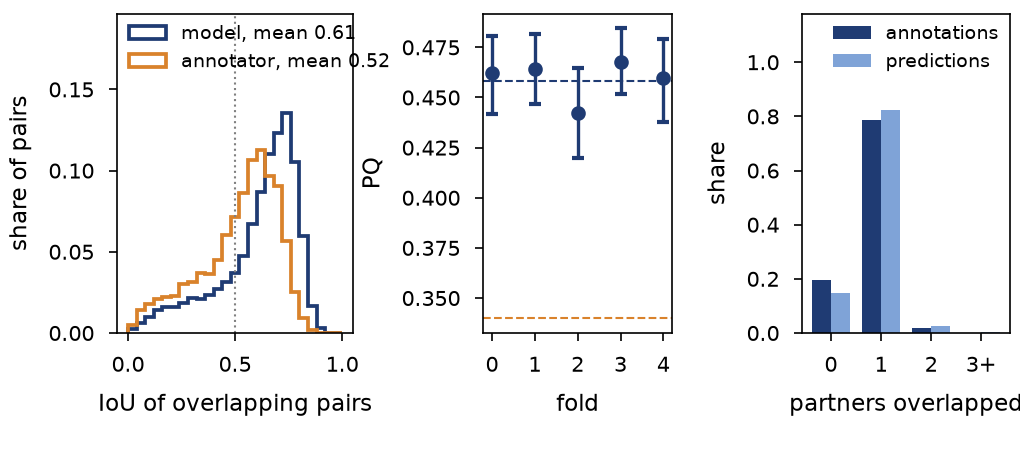 model, mean 0.61
annotator, mean 0.52
share of pairs
0.15
0.10
0.05
0.00
0.0 0.5 1.0
IoU of overlapping pairs
PQ
0.475
0.450
0.425
0.400
0.375
0.350
0 1 2 3 4
fold
annotations
predictions
share
1.0
0.8
0.6
0.4
0.2
0.0
0 1 2 3+
partners overlapped